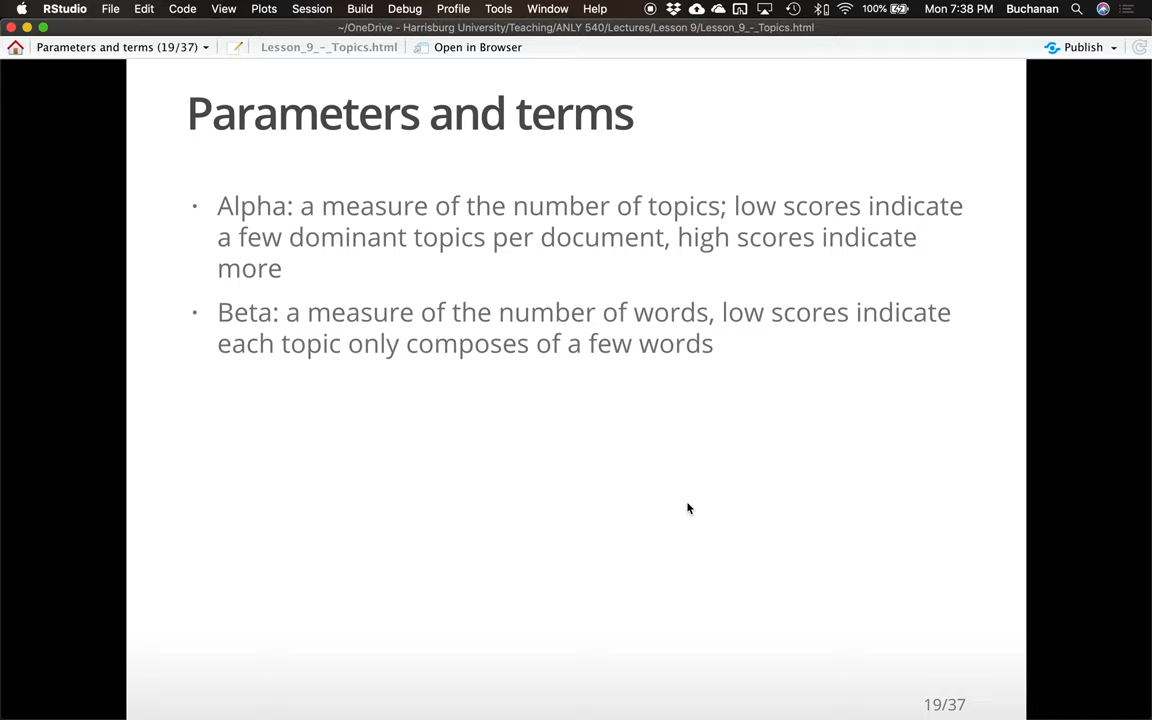 RStudio File Edit Code View Plots Session Build Debug Profile Tools Window Help 100% Mon 7:38 PM Buchanan
~/OneDrive - Harrisburg University/Teaching/ANLY 540/Lectures/Lesson 9/Lesson_9_-_Topics.html
Parameters and terms (19/37) Lesson_9_-_Topics.html Open in Browser Publish
Parameters and terms
· Alpha: a measure of the number of topics; low scores indicate
a few dominant topics per document, high scores indicate
more
· Beta: a measure of the number of words, low scores indicate
each topic only composes of a few words
19/37